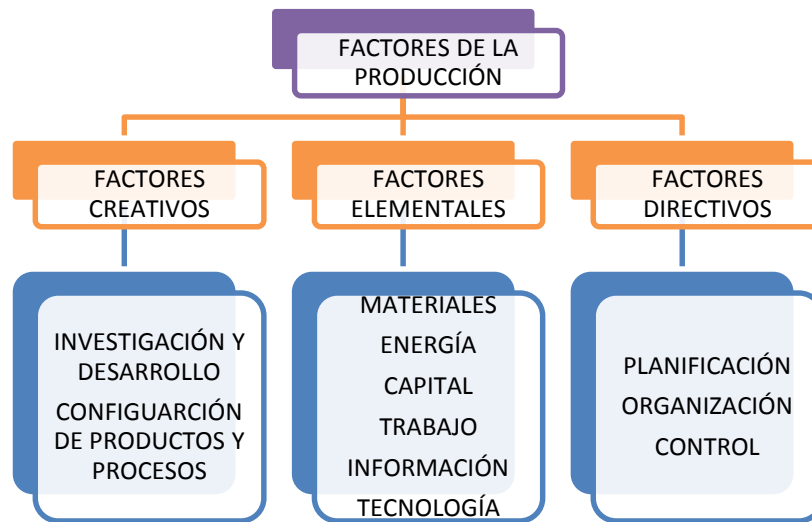 FACTORES DE LA
PRODUCCIÓN
FACTORES
CREATIVOS
FACTORES
ELEMENTALES
FACTORES
DIRECTIVOS
INVESTIGACIÓN Y
DESARROLLO
CONFIGUARCIÓN
DE PRODUCTOS Y
PROCESOS
MATERIALES
ENERGÍA
CAPITAL
TRABAJO
INFORMACIÓN
TECNOLOGÍA
PLANIFICACIÓN
ORGANIZACIÓN
CONTROL